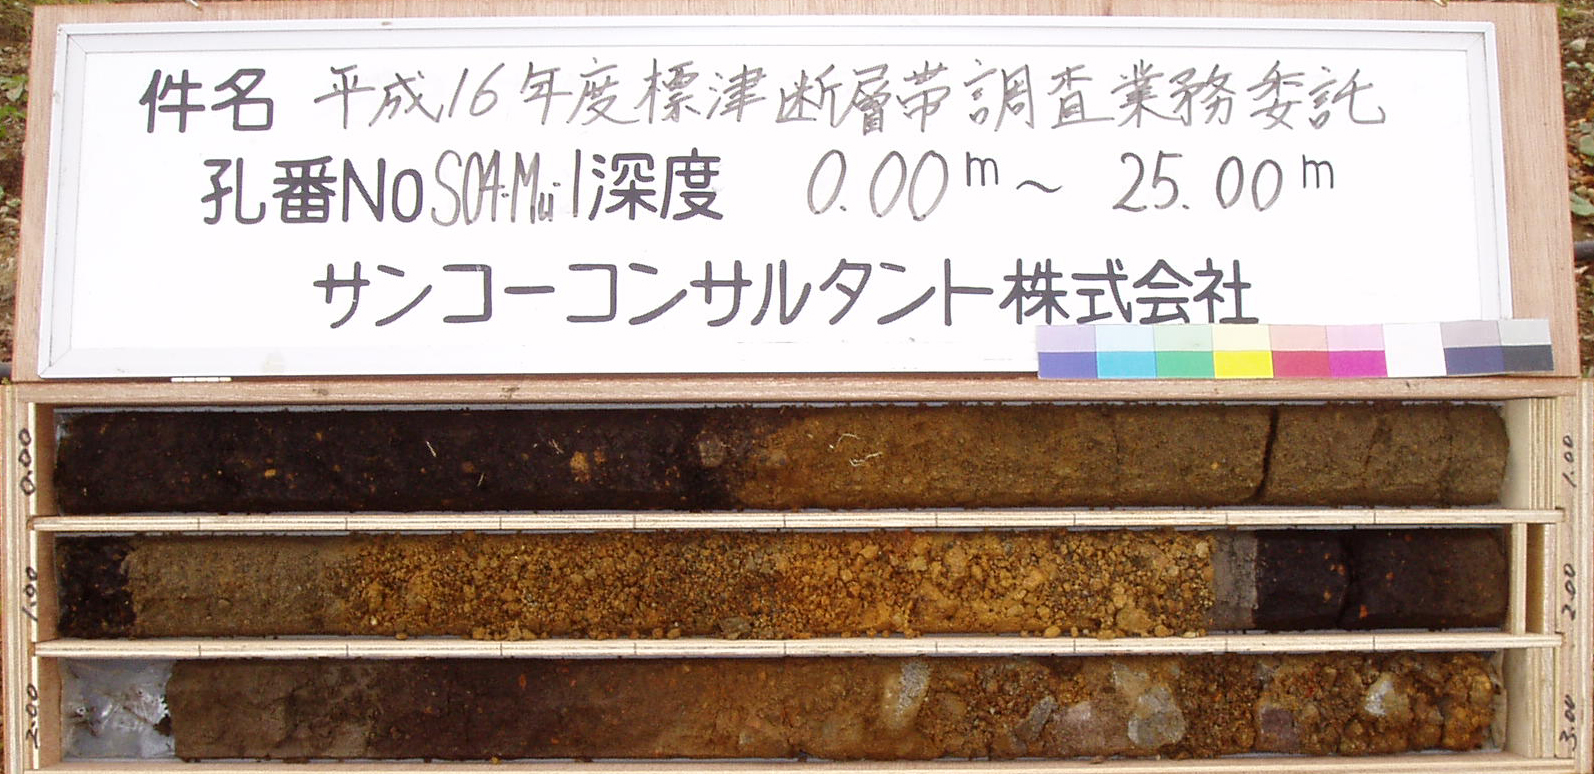 件名 平成16年度標津断層帯調査業務委託
孔番No S04-Mu-1 深度 0.00m ～ 25.00m
サンコーコンサルタント株式会社
0.00 1.00
1.00 2.00
2.00 3.00